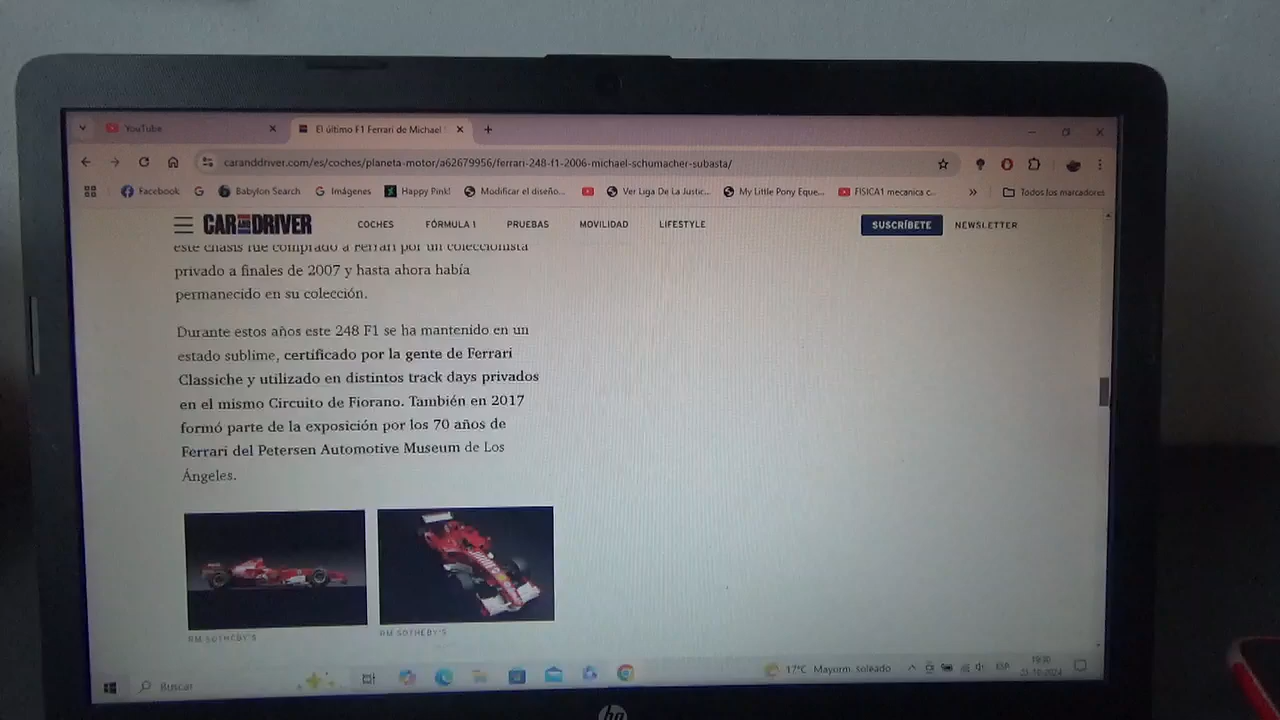 YouTube
El último F1 Ferrari de Michael
caranddriver.com/es/coches/planeta-motor/a62679956/ferrari-248-f1-2006-michael-schumacher-subasta/
Facebook
G
Babylon Search
Imágenes
Happy Pink!
Modificar el diseño...
Ver Liga De La Justic...
My Little Pony Eque...
FISICA1 mecanica c...
»
Todos los marcadores
CAR AND DRIVER
COCHES
FÓRMULA 1
PRUEBAS
MOVILIDAD
LIFESTYLE
SUSCRÍBETE
NEWSLETTER
este chasis fue comprado a Ferrari por un coleccionista
privado a finales de 2007 y hasta ahora había
permanecido en su colección.
Durante estos años este 248 F1 se ha mantenido en un
estado sublime, certificado por la gente de Ferrari
Classiche y utilizado en distintos track days privados
en el mismo Circuito de Fiorano. También en 2017
formó parte de la exposición por los 70 años de
Ferrari del Petersen Automotive Museum de Los
Ángeles.
RM SOTHEBY'S
RM SOTHEBY'S
Buscar
17°C Mayorm. soleado
ESP
hp